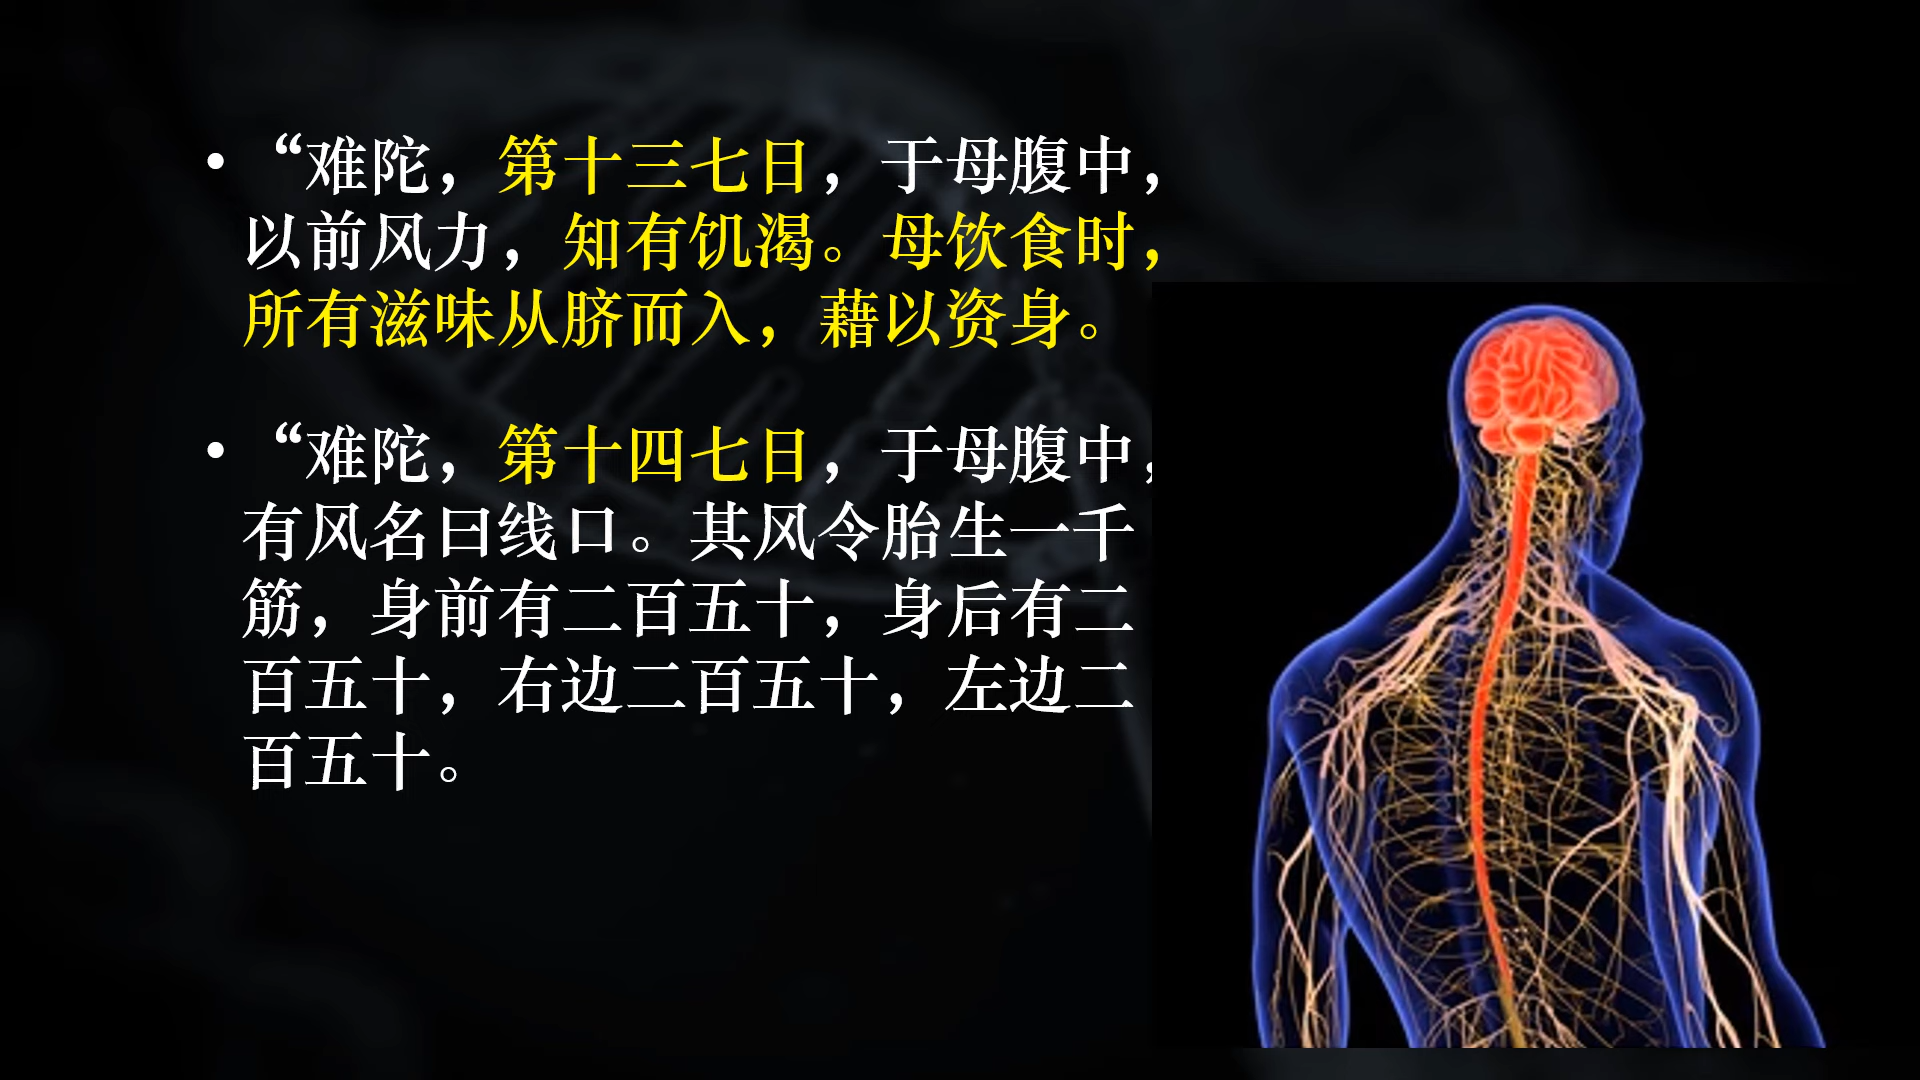 • “难陀，第十三七日，于母腹中，
以前风力，知有饥渴。母饮食时，
所有滋味从脐而入，藉以资身。
• “难陀，第十四七日，于母腹中，
有风名曰线口。其风令胎生一千
筋，身前有二百五十，身后有二
百五十，右边二百五十，左边二
百五十。